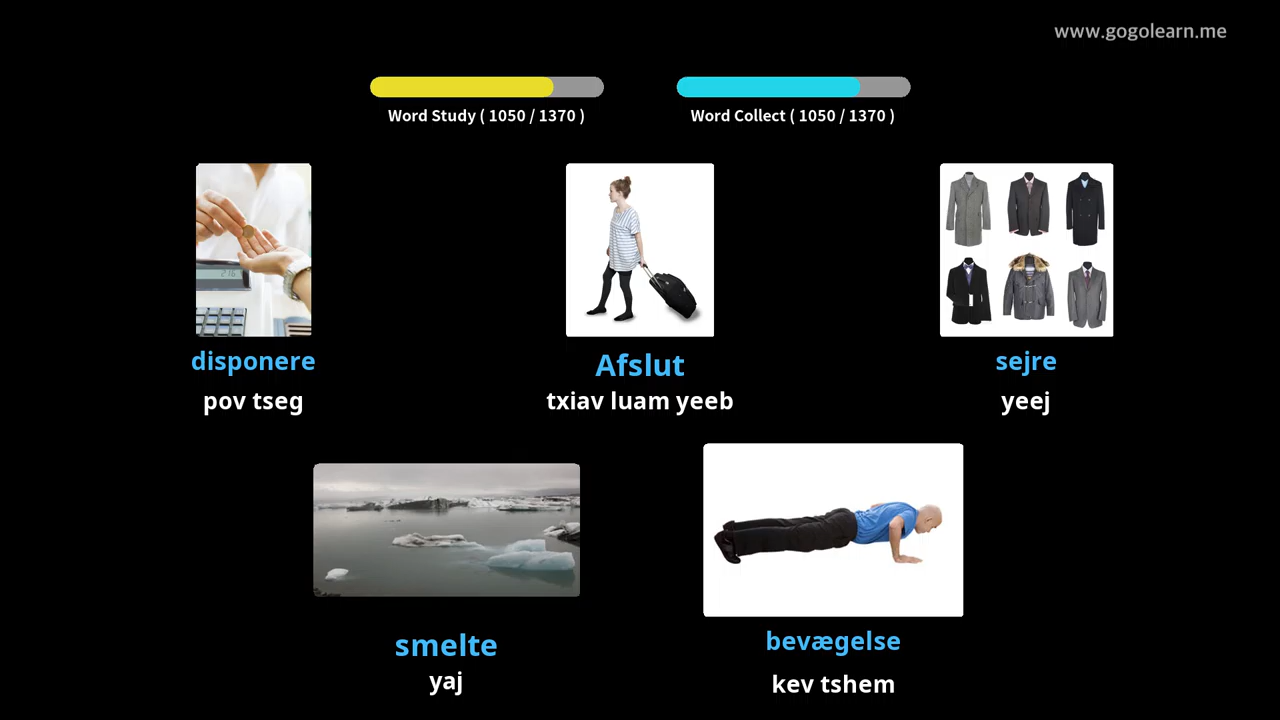 www.gogolearn.me
Word Study ( 1050 / 1370 )
Word Collect ( 1050 / 1370 )
disponere
pov tseg
Afslut
txiav luam yeeb
sejre
yeej
smelte
yaj
bevægelse
kev tshem